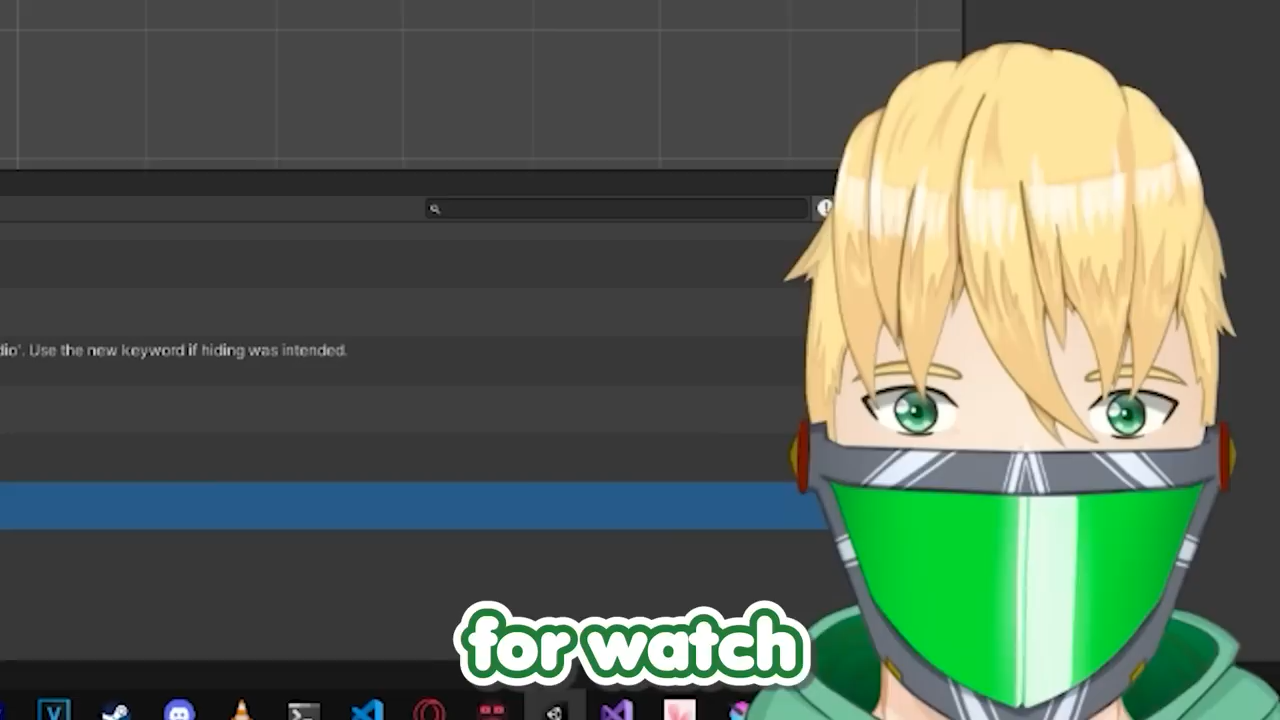 dio'. Use the new keyword if hiding was intended.
for watch